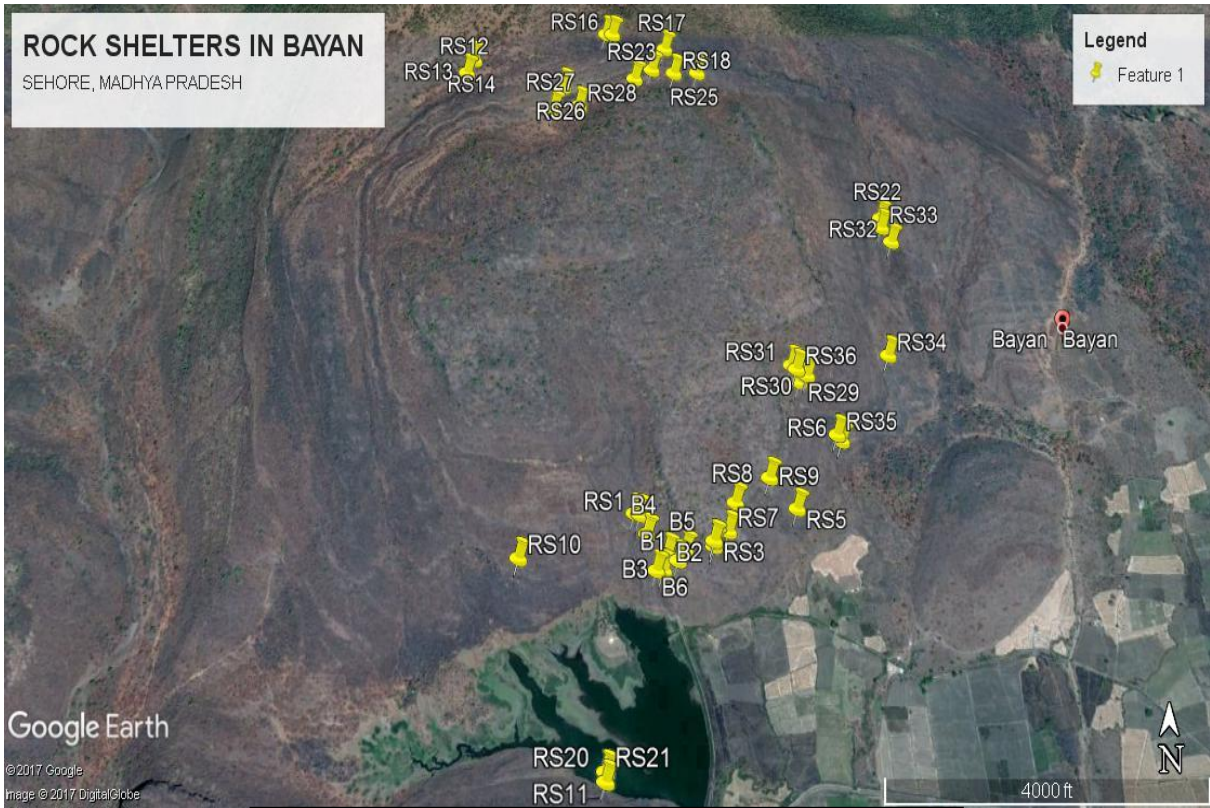 ROCK SHELTERS IN BAYAN
SEHORE, MADHYA PRADESH
Legend
Feature 1
RS16
RS17
RS12
RS23
RS18
RS13
RS14
RS27
RS28
RS25
RS26
RS22
RS33
RS32
Bayan
Bayan
RS34
RS31
RS36
RS30
RS29
RS6
RS35
RS8
RS9
RS1
B4
RS5
RS7
B5
B1
RS10
B2
RS3
B3
B6
Google Earth
RS20
RS21
RS11
© 2017 Google
Image © 2017 DigitalGlobe
4000 ft
N